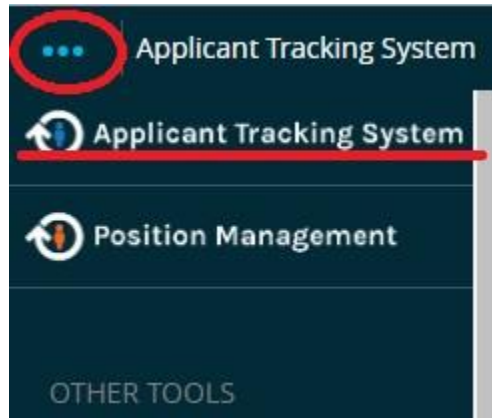 Applicant Tracking System
Applicant Tracking System
Position Management
OTHER TOOLS